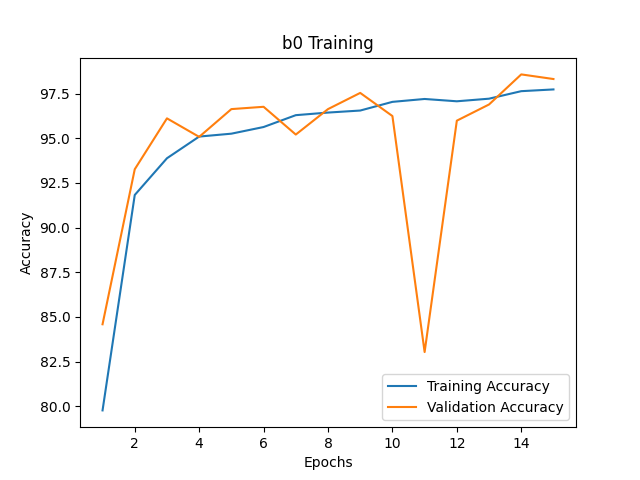 b0 Training
Accuracy
97.5
95.0
92.5
90.0
87.5
85.0
82.5
80.0
2 4 6 8 10 12 14
Epochs
Training Accuracy
Validation Accuracy